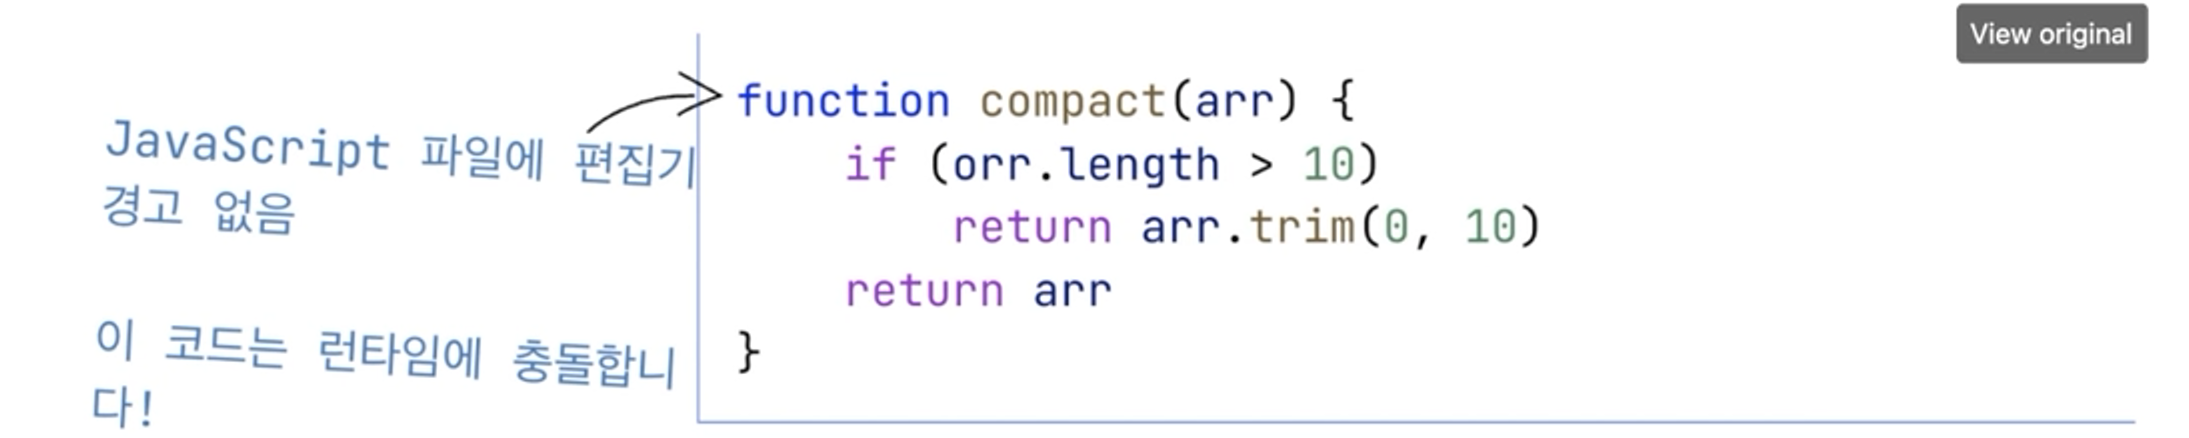 View original
function compact(arr) {
JavaScript 파일에 편집기
경고 없음
if (orr.length > 10)
return arr.trim(0, 10)
return arr
}
이 코드는 런타임에 충돌합니
다!